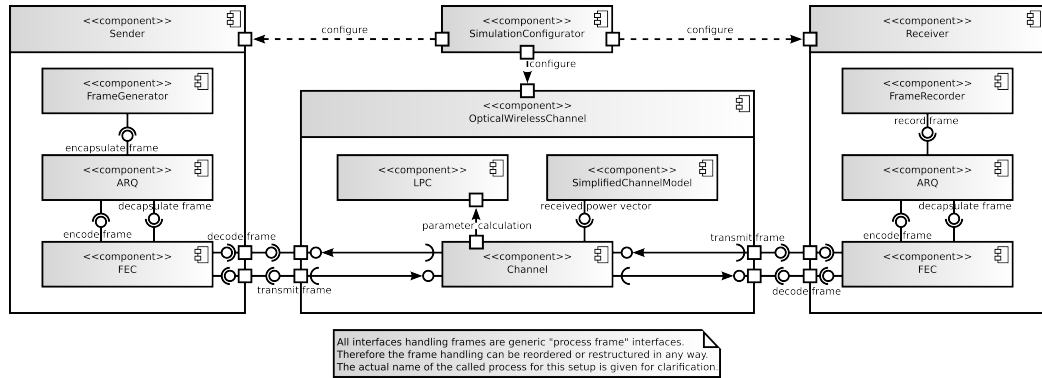 <<component>>
Sender
configure
<<component>>
SimulationConfigurator
configure
<<component>>
Receiver
configure
<<component>>
FrameGenerator
<<component>>
OpticalWirelessChannel
<<component>>
FrameRecorder
encapsulate frame
record frame
<<component>>
ARQ
<<component>>
LPC
<<component>>
SimplifiedChannelModel
<<component>>
ARQ
decapsulate frame
received power vector
decapsulate frame
parameter calculation
encode frame
decode frame
transmit frame
encode frame
<<component>>
FEC
<<component>>
Channel
<<component>>
FEC
transmit frame
decode frame
All interfaces handling frames are generic "process frame" interfaces.
Therefore the frame handling can be reordered or restructured in any way.
The actual name of the called process for this setup is given for clarification.